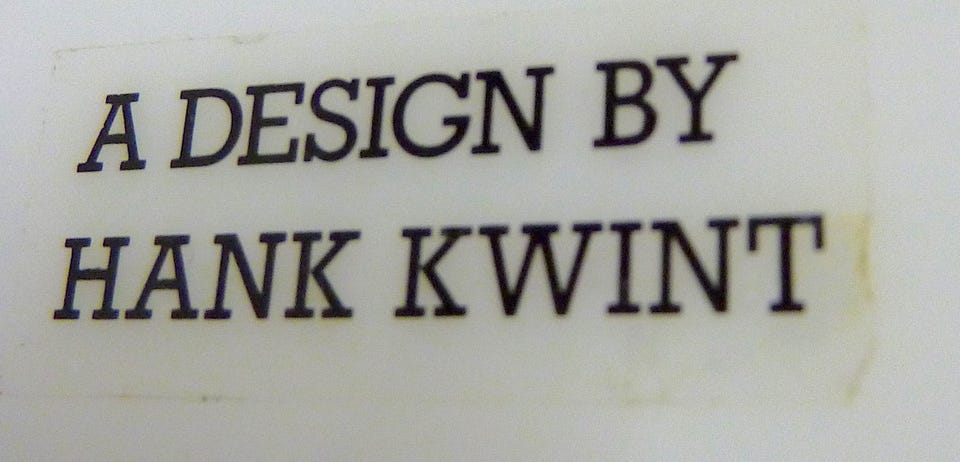 A DESIGN BY
HANK KWINT